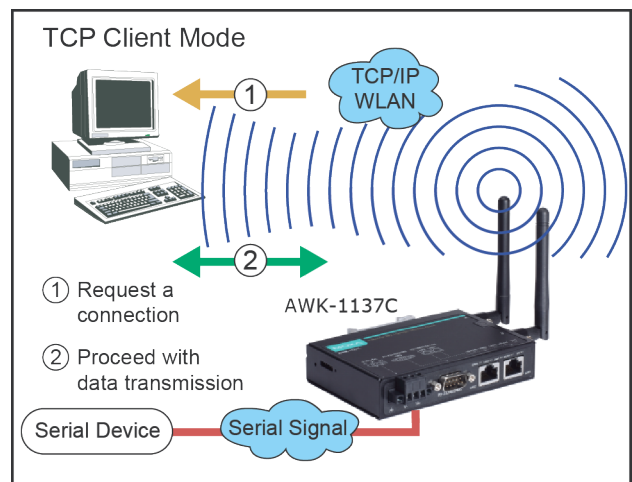 TCP Client Mode
TCP/IP
WLAN
1
2
1 Request a
connection
2 Proceed with
data transmission
AWK-1137C
Serial Device
Serial Signal